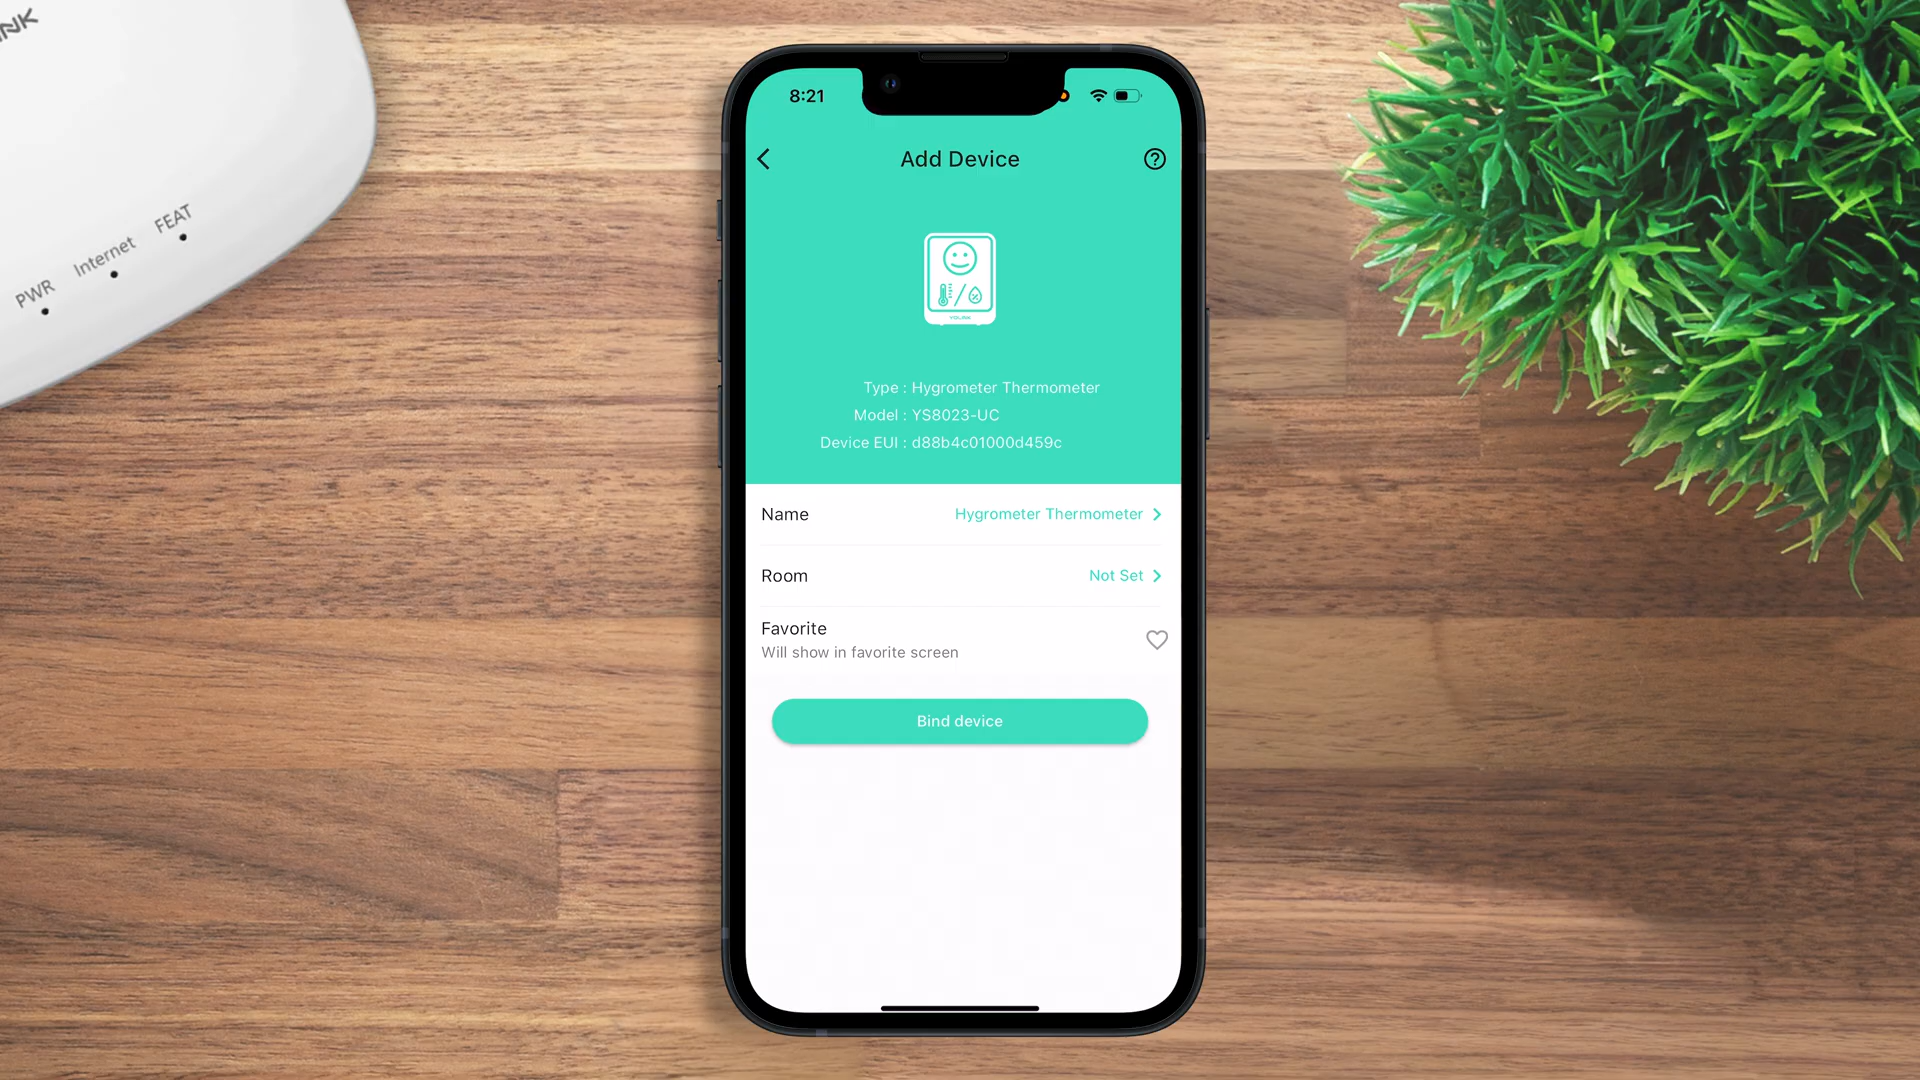 PWR
Internet
FEAT
8:21
Add Device
YOLINK
Type : Hygrometer Thermometer
Model : YS8023-UC
Device EUI : d88b4c01000d459c
Name
Hygrometer Thermometer
Room
Not Set
Favorite
Will show in favorite screen
Bind device